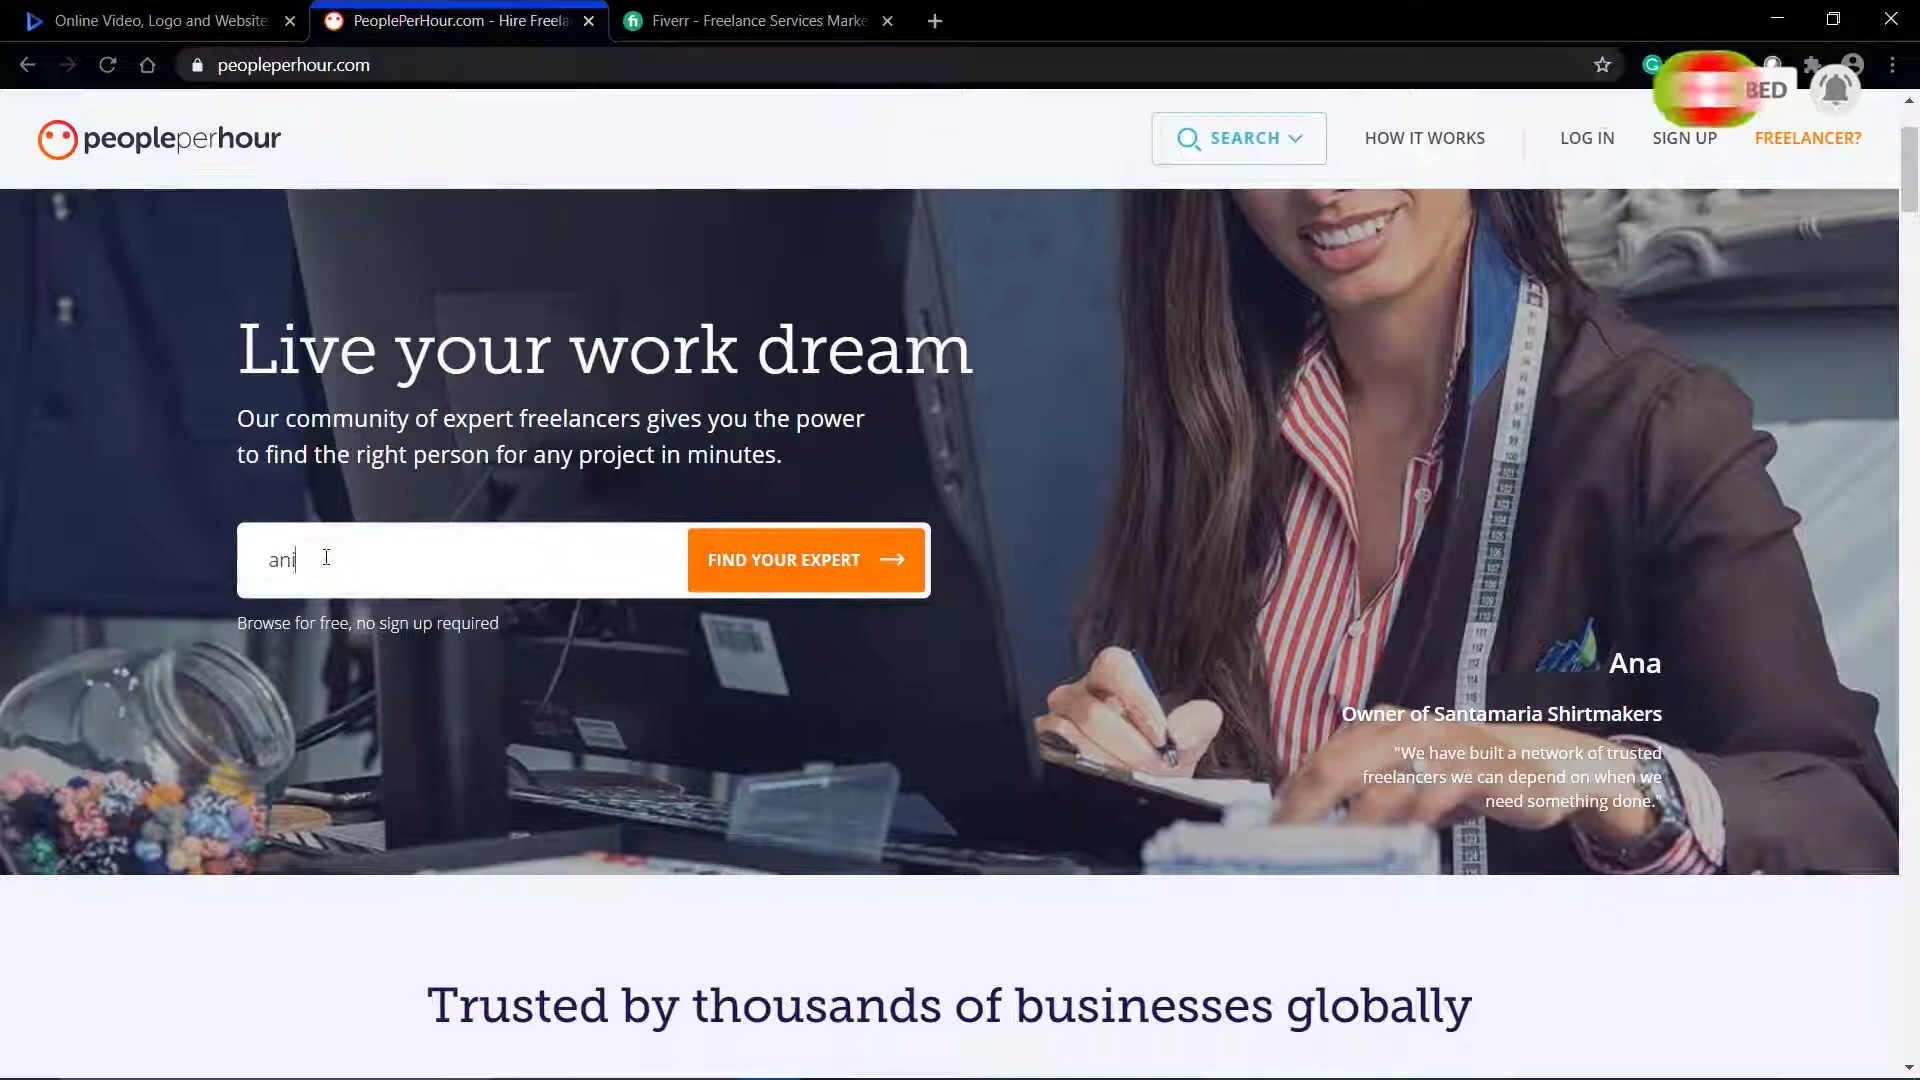 Online Video, Logo and Website
PeoplePerHour.com - Hire Freela
Fiverr - Freelance Services Marke
peopleperhour.com
BED
peopleperhour
SEARCH
HOW IT WORKS
LOG IN
SIGN UP
FREELANCER?
Live your work dream
Our community of expert freelancers gives you the power
to find the right person for any project in minutes.
ani
FIND YOUR EXPERT
Browse for free, no sign up required
Ana
Owner of Santamaria Shirtmakers
"We have built a network of trusted
freelancers we can depend on when we
need something done."
Trusted by thousands of businesses globally